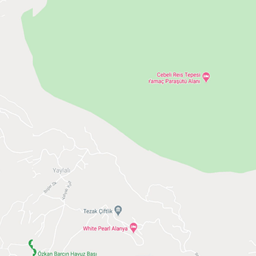 Cebeli Reis Tepesi
Yamaç Paraşütü Alanı
Yaylalı
Tezak Çiftlik
White Pearl Alanya
Özkan Barçın Havuz Başı